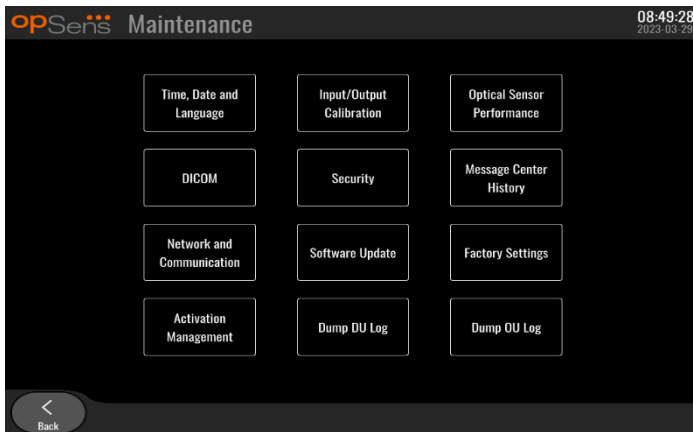 opSens Maintenance
08:49:28
2023-03-29
Time, Date and
Language
Input/Output
Calibration
Optical Sensor
Performance
DICOM
Security
Message Center
History
Network and
Communication
Software Update
Factory Settings
Activation
Management
Dump DU Log
Dump OU Log
Back